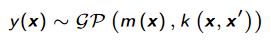 y(x) ∼ 𝒢𝒫 (m(x), k(x, x′))